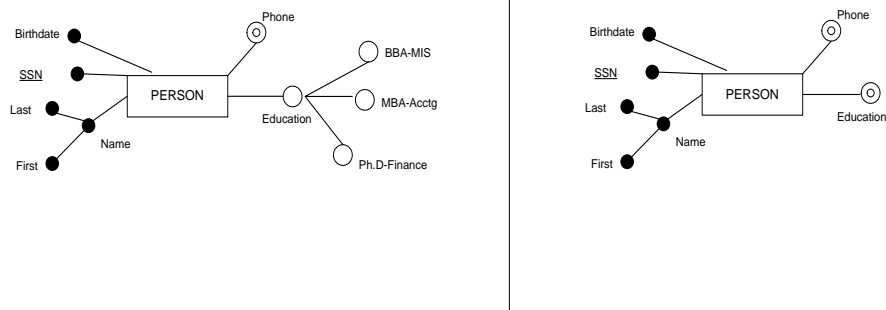 Phone
Birthdate
BBA-MIS
SSN
PERSON
Last
MBA-Acctg
Education
Name
First
Ph.D-Finance
Phone
Birthdate
SSN
PERSON
Last
Education
Name
First